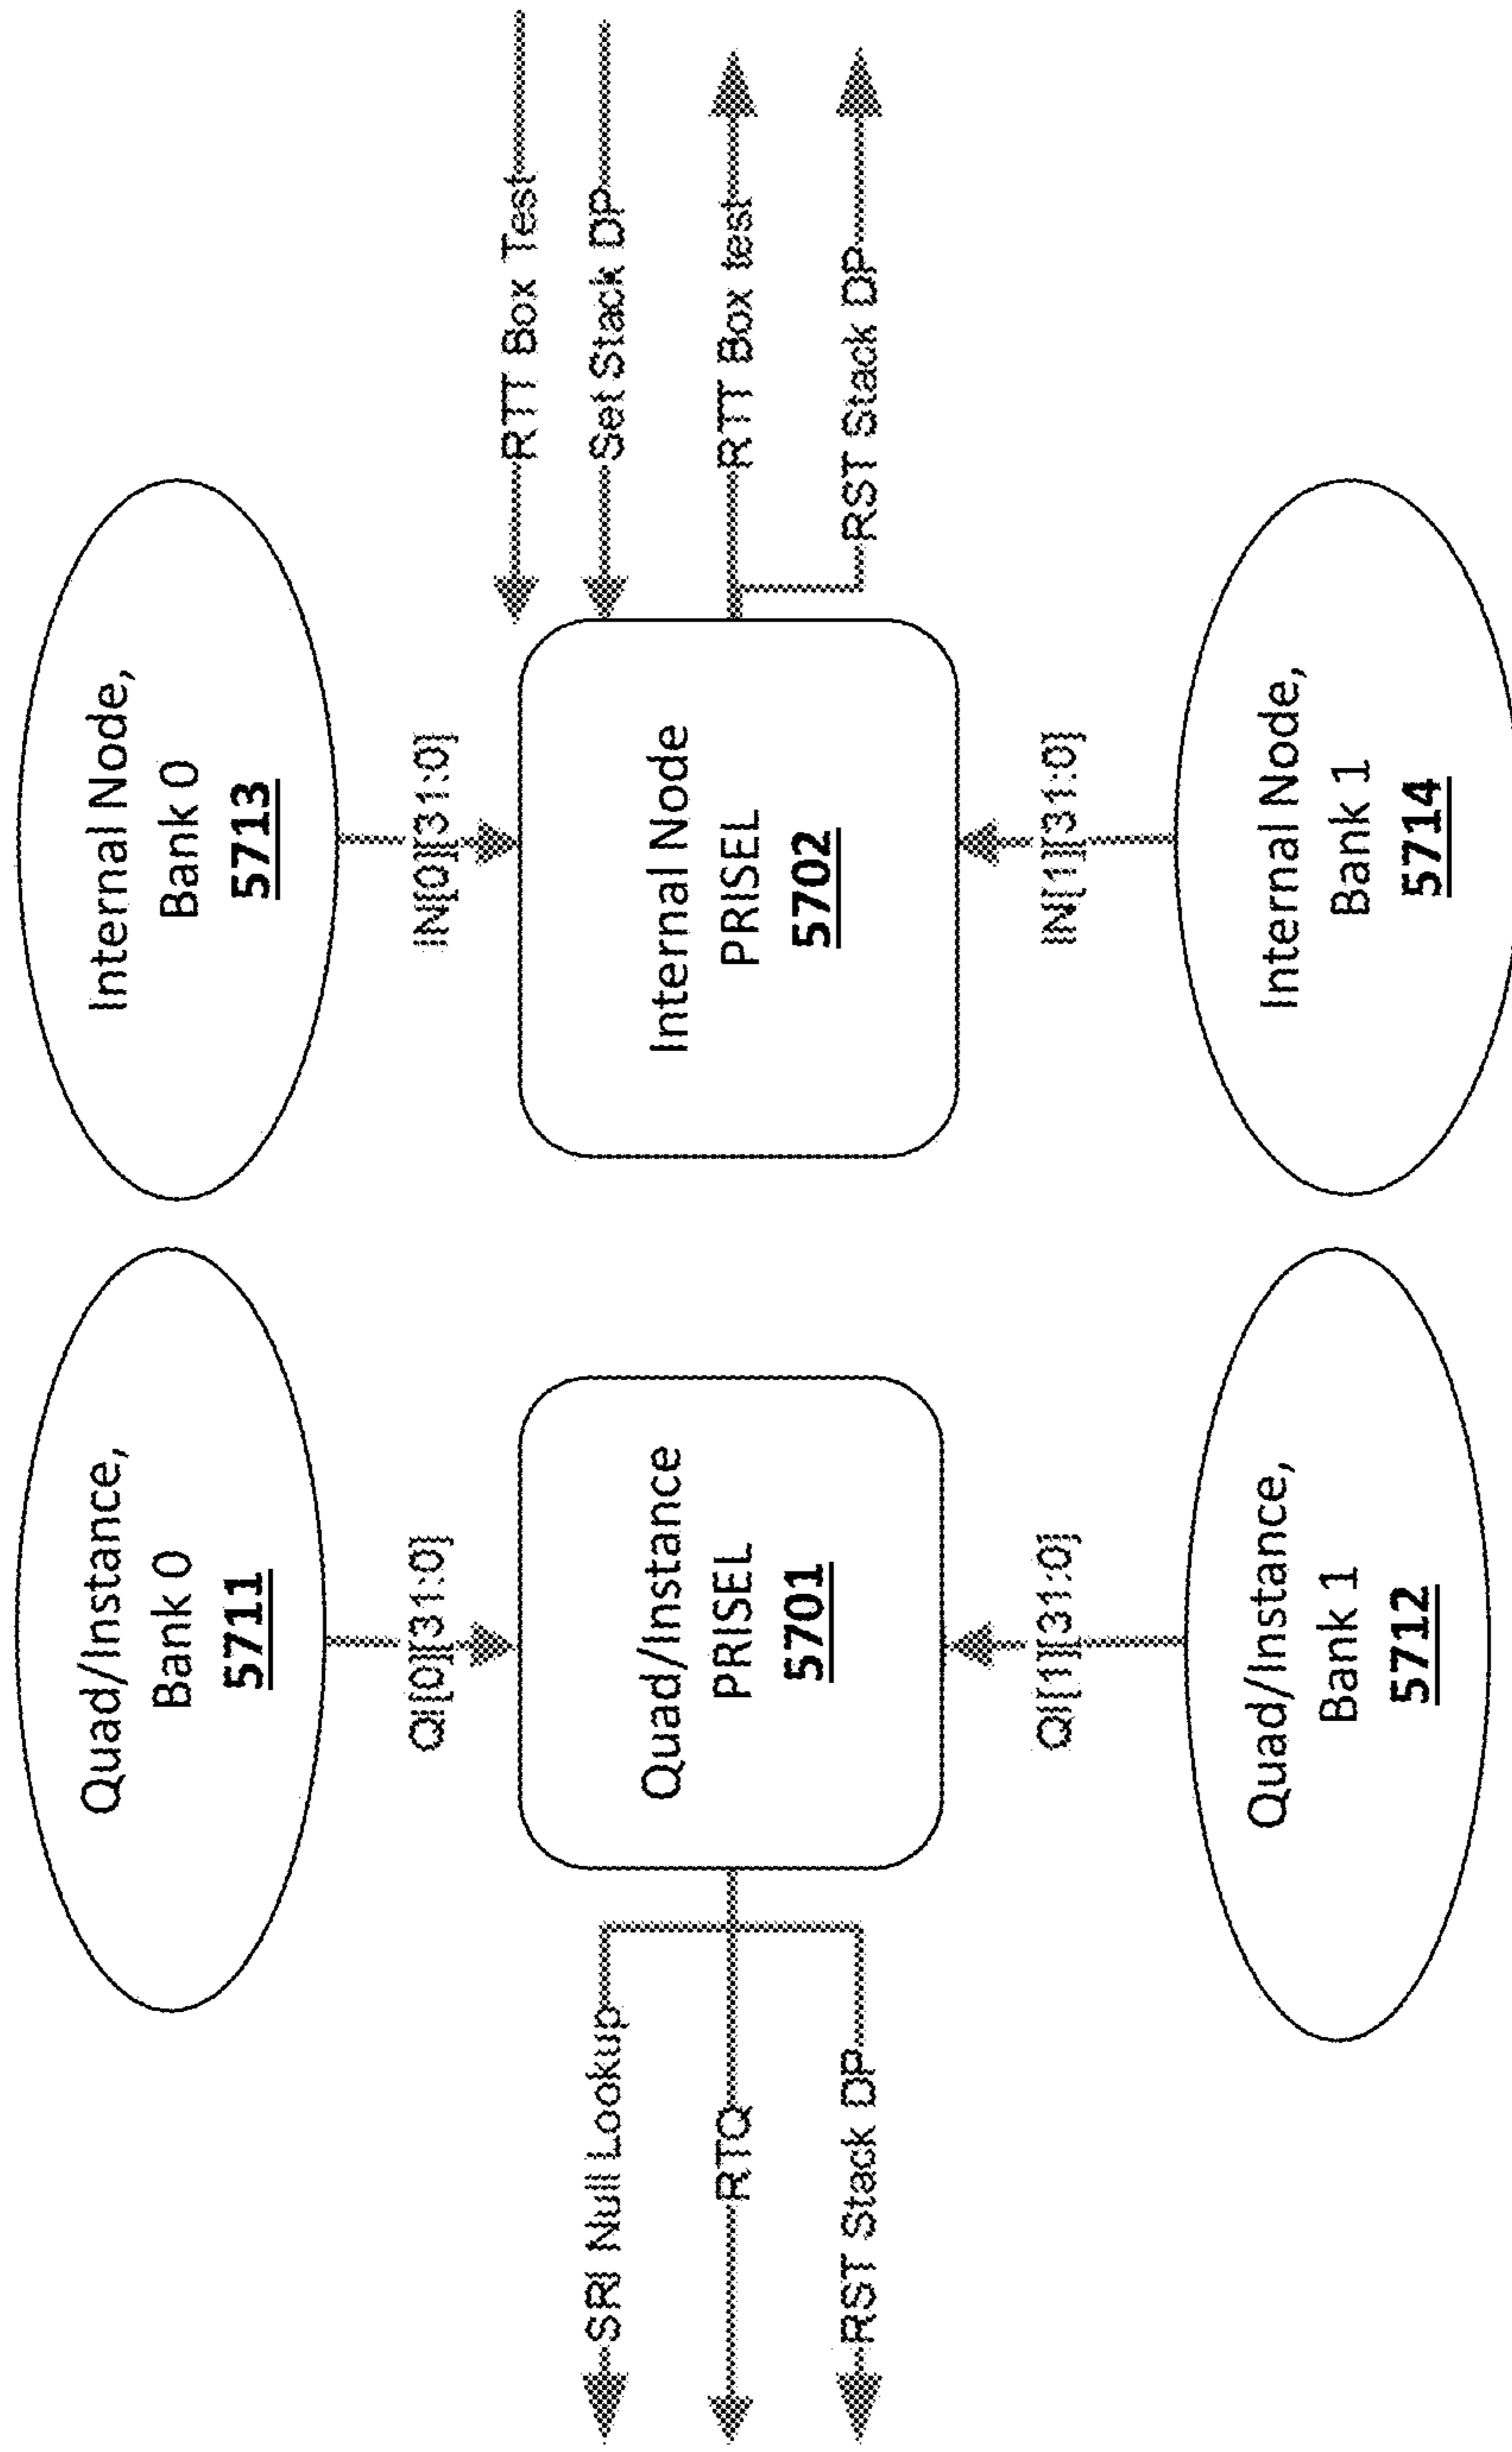 Quad/Instance,
Bank 0
5711
Internal Node,
Bank 0
5713
QI[0][31:0]
IN[0][31:0]
SRI Null Lookup
RTQ
RST Stack DP
Quad/Instance
PRISEL
5701
Internal Node
PRISEL
5702
RTT Box Test
Set Stack DP
RTT Box test
RST Stack DP
QI[1][31:0]
IN[1][31:0]
Quad/Instance,
Bank 1
5712
Internal Node,
Bank 1
5714